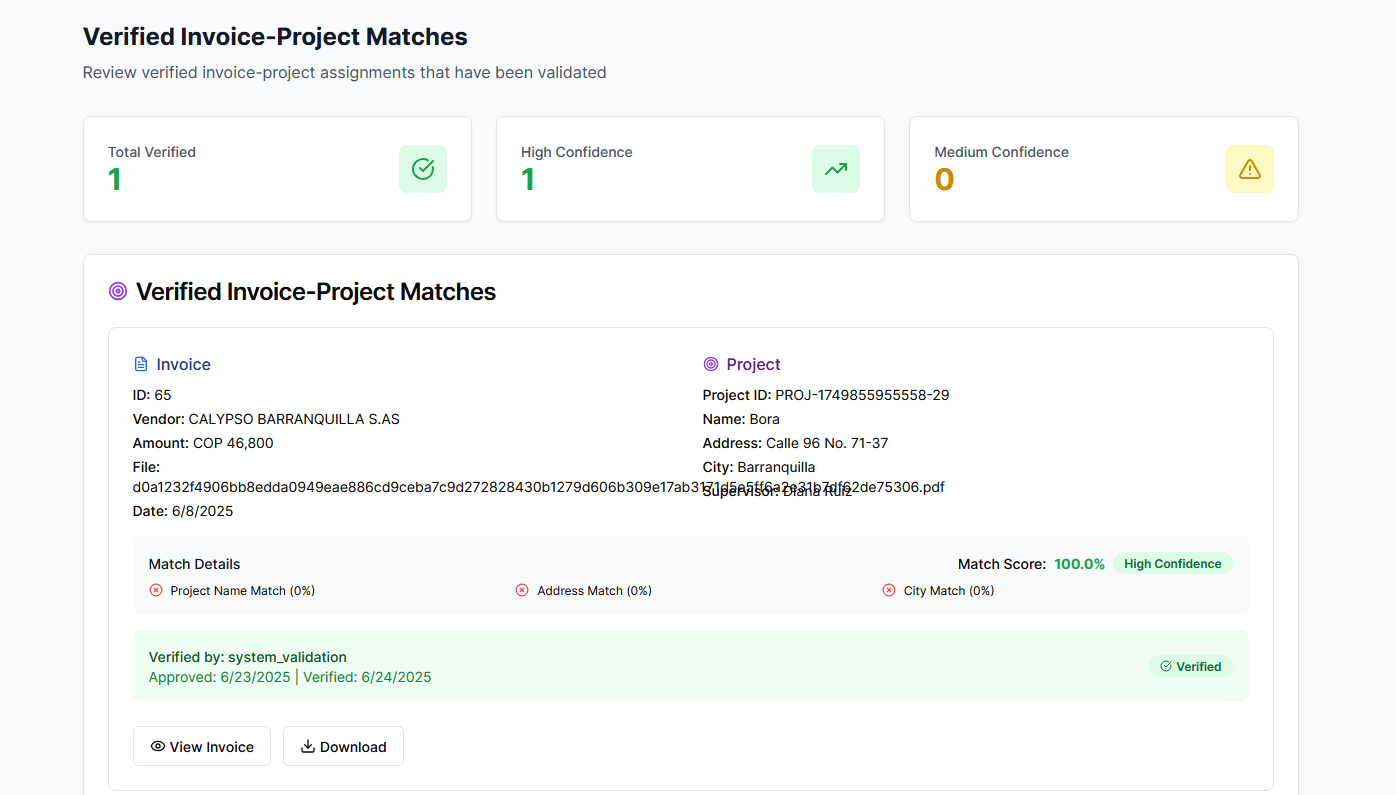 Verified Invoice-Project Matches
Review verified invoice-project assignments that have been validated
Total Verified
1
High Confidence
1
Medium Confidence
0
Verified Invoice-Project Matches
Invoice
ID: 65
Vendor: CALYPSO BARRANQUILLA S.AS
Amount: COP 46,800
File:
Date: 6/8/2025
Project
Project ID: PROJ-1749855955558-29
Name: Bora
Address: Calle 96 No. 71-37
City: Barranquilla
Supervisor: Diana Ruiz
Match Details
Match Score: 100.0% High Confidence
Project Name Match (0%)
Address Match (0%)
City Match (0%)
Verified by: system_validation
Approved: 6/23/2025 | Verified: 6/24/2025
Verified
View Invoice
Download